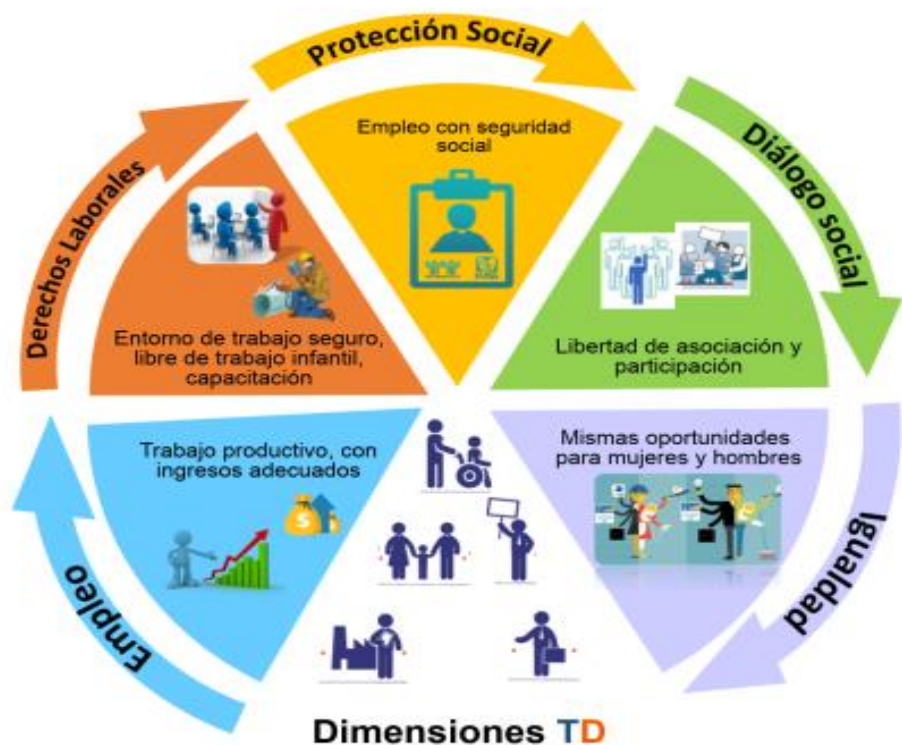 Protección Social
Empleo con seguridad
social
Diálogo social
Libertad de asociación y
participación
Igualdad
Mismas oportunidades
para mujeres y hombres
Derechos Laborales
Entorno de trabajo seguro,
libre de trabajo infantil,
capacitación
Empleo
Trabajo productivo, con
ingresos adecuados
$
Dimensiones TD